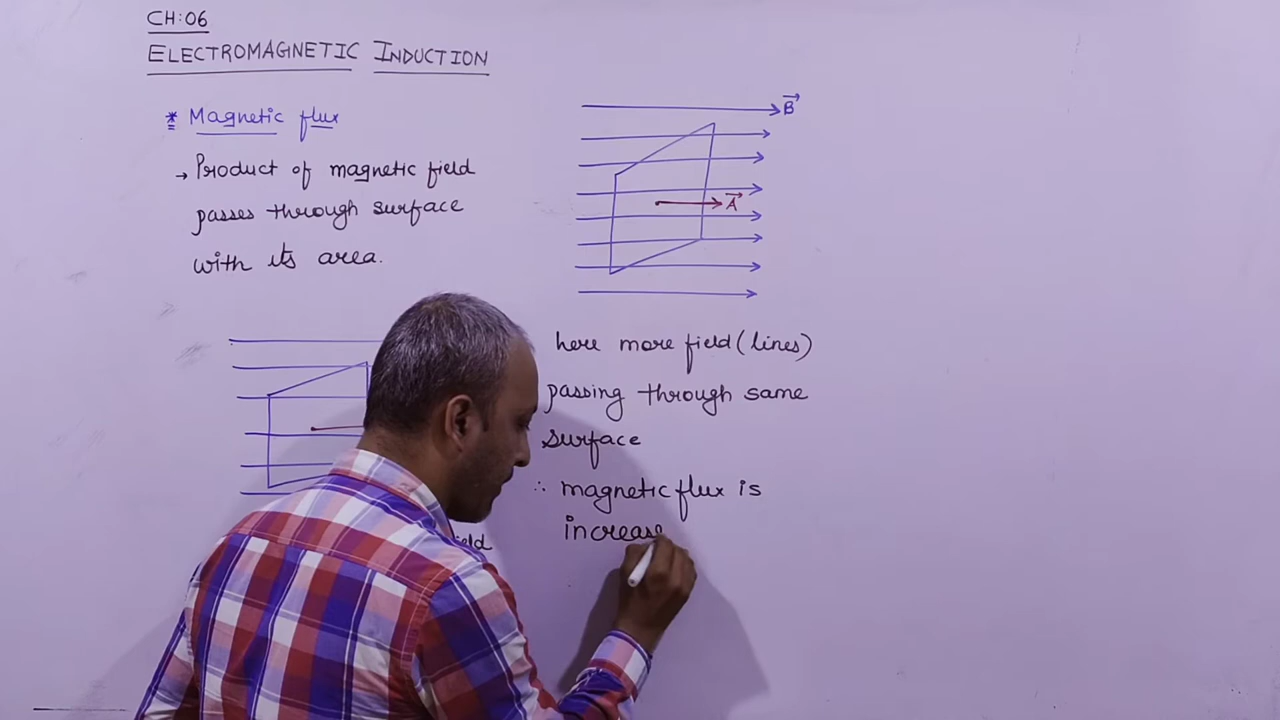 CH:06
ELECTROMAGNETIC INDUCTION
* Magnetic flux
→ Product of magnetic field
passes through surface
with its area.
B
A
here more field (lines)
passing through same
surface
∴ magnetic flux is
increase